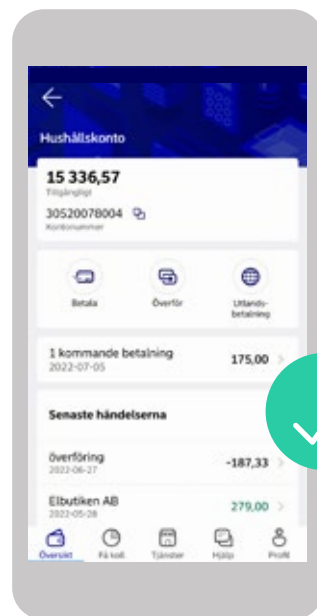 Hushållskonto
15 336,57
Tillgängligt
30520078004
Kontonummer
Betala
Överför
Utlands-
betalning
1 kommande betalning
175,00
2022-07-05
Senaste händelserna
överföring
-187,33
2022-06-27
Elbutiken AB
279,00
2022-05-28
Översikt
Få koll
Tjänster
Hjälp
Profil